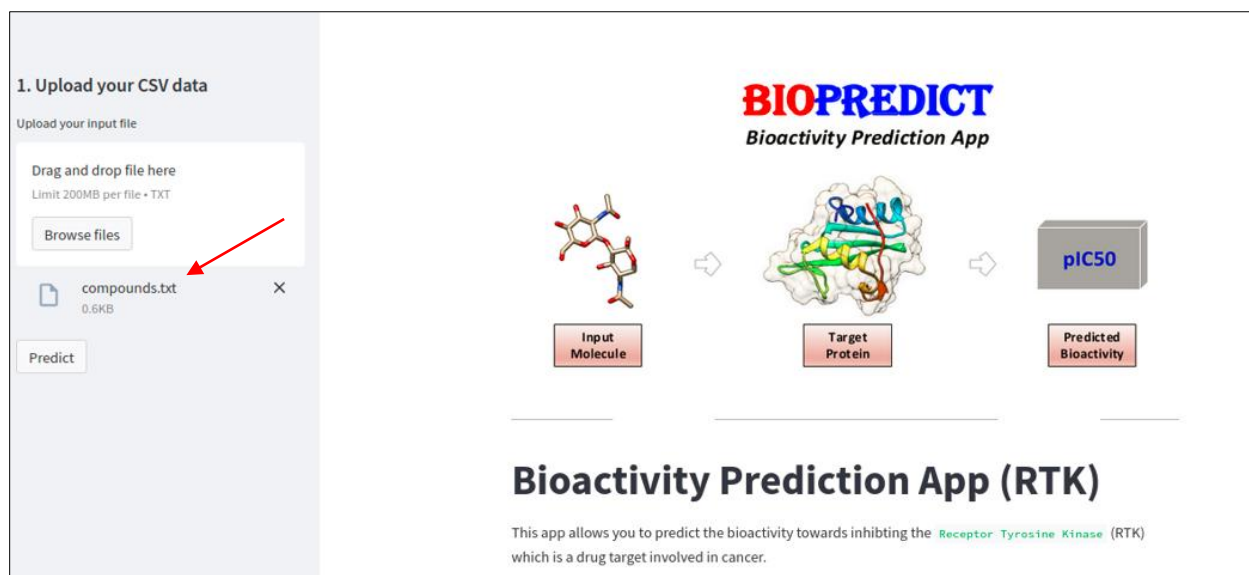 1. Upload your CSV data
Upload your input file
Drag and drop file here
Limit 200MB per file • TXT
Browse files
compounds.txt
0.6KB
Predict
BIOPREDICT
Bioactivity Prediction App
pIC50
Input
Molecule
Target
Protein
Predicted
Bioactivity
Bioactivity Prediction App (RTK)
This app allows you to predict the bioactivity towards inhibting the Receptor Tyrosine Kinase (RTK)
which is a drug target involved in cancer.